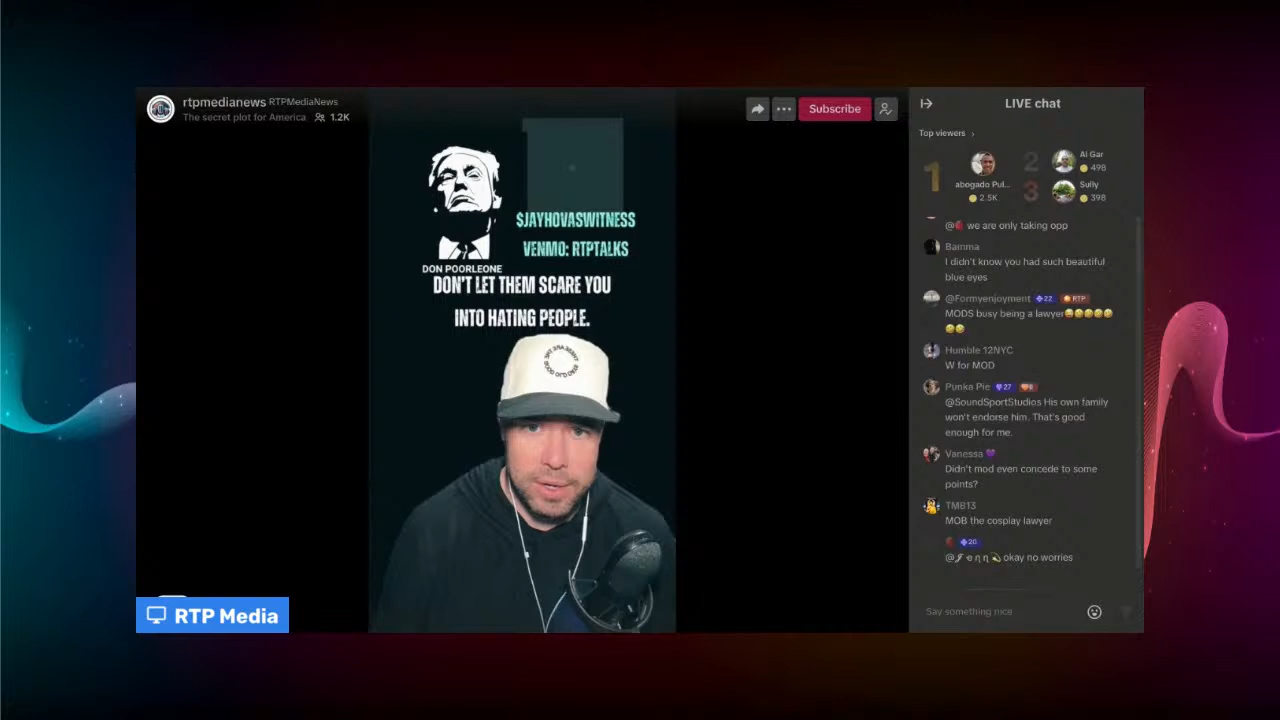 rtpmedianews RTPMediaNews
The secret plot for America 1.2K
Subscribe
$JAYHOVASWITNESS
VENMO: RTPTALKS
DON POORLEONE
DON'T LET THEM SCARE YOU
INTO HATING PEOPLE.
RTP Media
LIVE chat
Top viewers
1
abogado Pul...
2.5K
2
Al Gar
498
3
Sully
398
we are only taking opp
Bamma
I didn't know you had such beautiful
blue eyes
@Formyenjoyment 22 RTP
MODS busy being a lawyer😂🤣🤣🤣🤣
🤣🤣
Humble 12NYC
W for MOD
Punka Pie 27
@SoundSportStudios His own family
won't endorse him. That's good
enough for me.
Vanessa 💜
Didn't mod even concede to some
points?
TMB13
MOB the cosplay lawyer
20
okay no worries
Say something nice